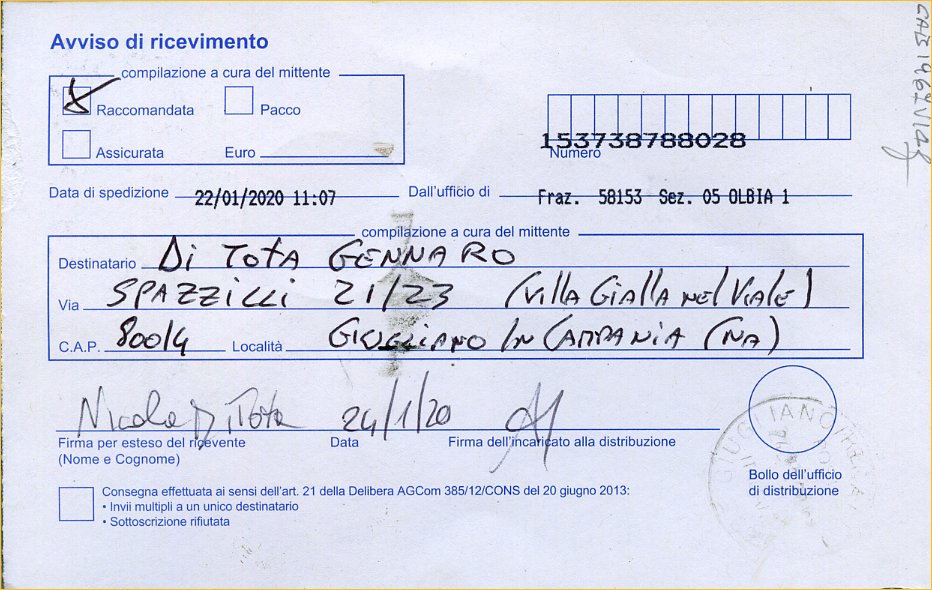 Avviso di ricevimento
compilazione a cura del mittente
Raccomandata Pacco
Assicurata Euro
153738788028
Numero
Data di spedizione 22/01/2020 11:07 Dall'ufficio di Fraz. 58153 Sez. 05 OLBIA 1
compilazione a cura del mittente
Destinatario Di Tota GENNARO
Via SPAZZILLI 21/23 (Villa Gialla nel Viale)
C.A.P. 80014 Località GIUGLIANO IN CAMPANIA (NA)
Nicola Di Tota 24/1/20
Firma per esteso del ricevente Data Firma dell'incaricato alla distribuzione
(Nome e Cognome)
GIUGLIANO
Bollo dell'ufficio
di distribuzione
Consegna effettuata ai sensi dell'art. 21 della Delibera AGCom 385/12/CONS del 20 giugno 2013:
• Invii multipli a un unico destinatario
• Sottoscrizione rifiutata